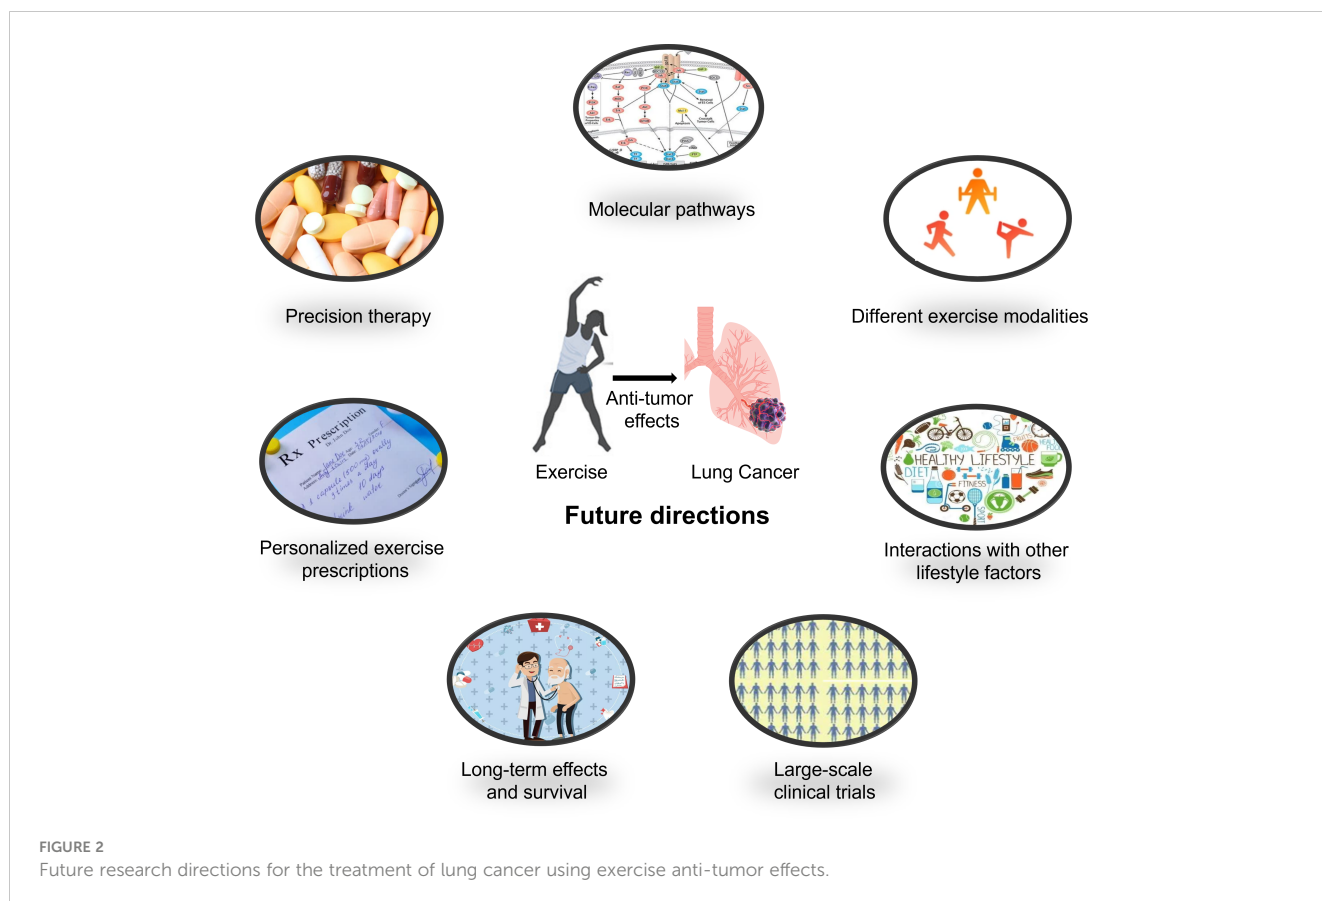 Molecular pathways
Precision therapy
Different exercise modalities
Anti-tumor
effects
Exercise
Lung Cancer
Future directions
Rx Prescription
HEALTHY LIFESTYLE
DIET
FITNESS
SPORT
Personalized exercise
prescriptions
Interactions with other
lifestyle factors
Long-term effects
and survival
Large-scale
clinical trials
FIGURE 2
Future research directions for the treatment of lung cancer using exercise anti-tumor effects.